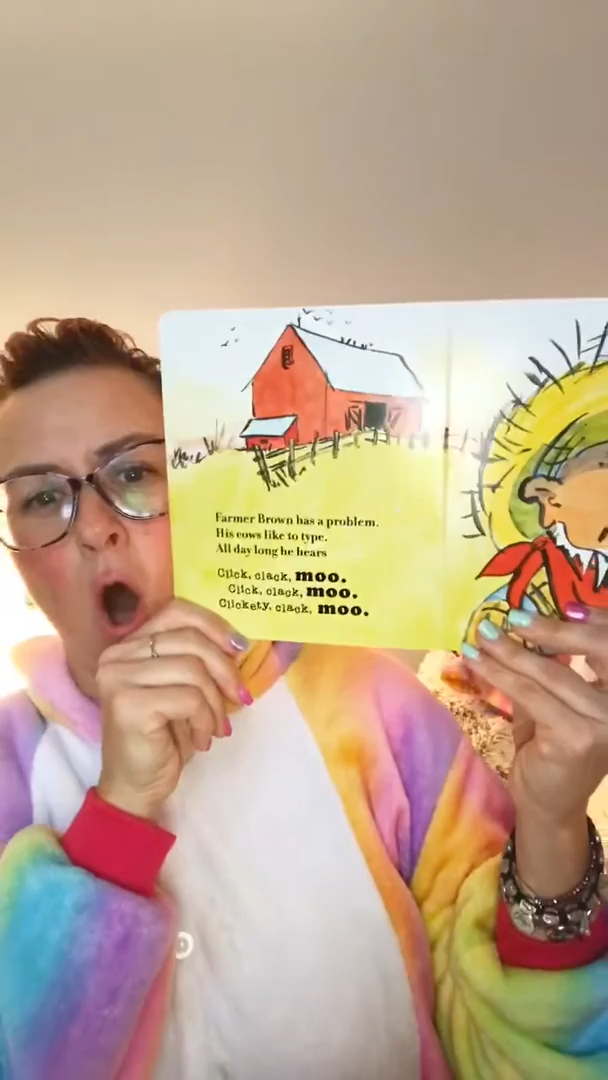 Farmer Brown has a problem.
His cows like to type.
All day long he hears
Click, clack, moo.
Click, clack, moo.
Clickety, clack, moo.